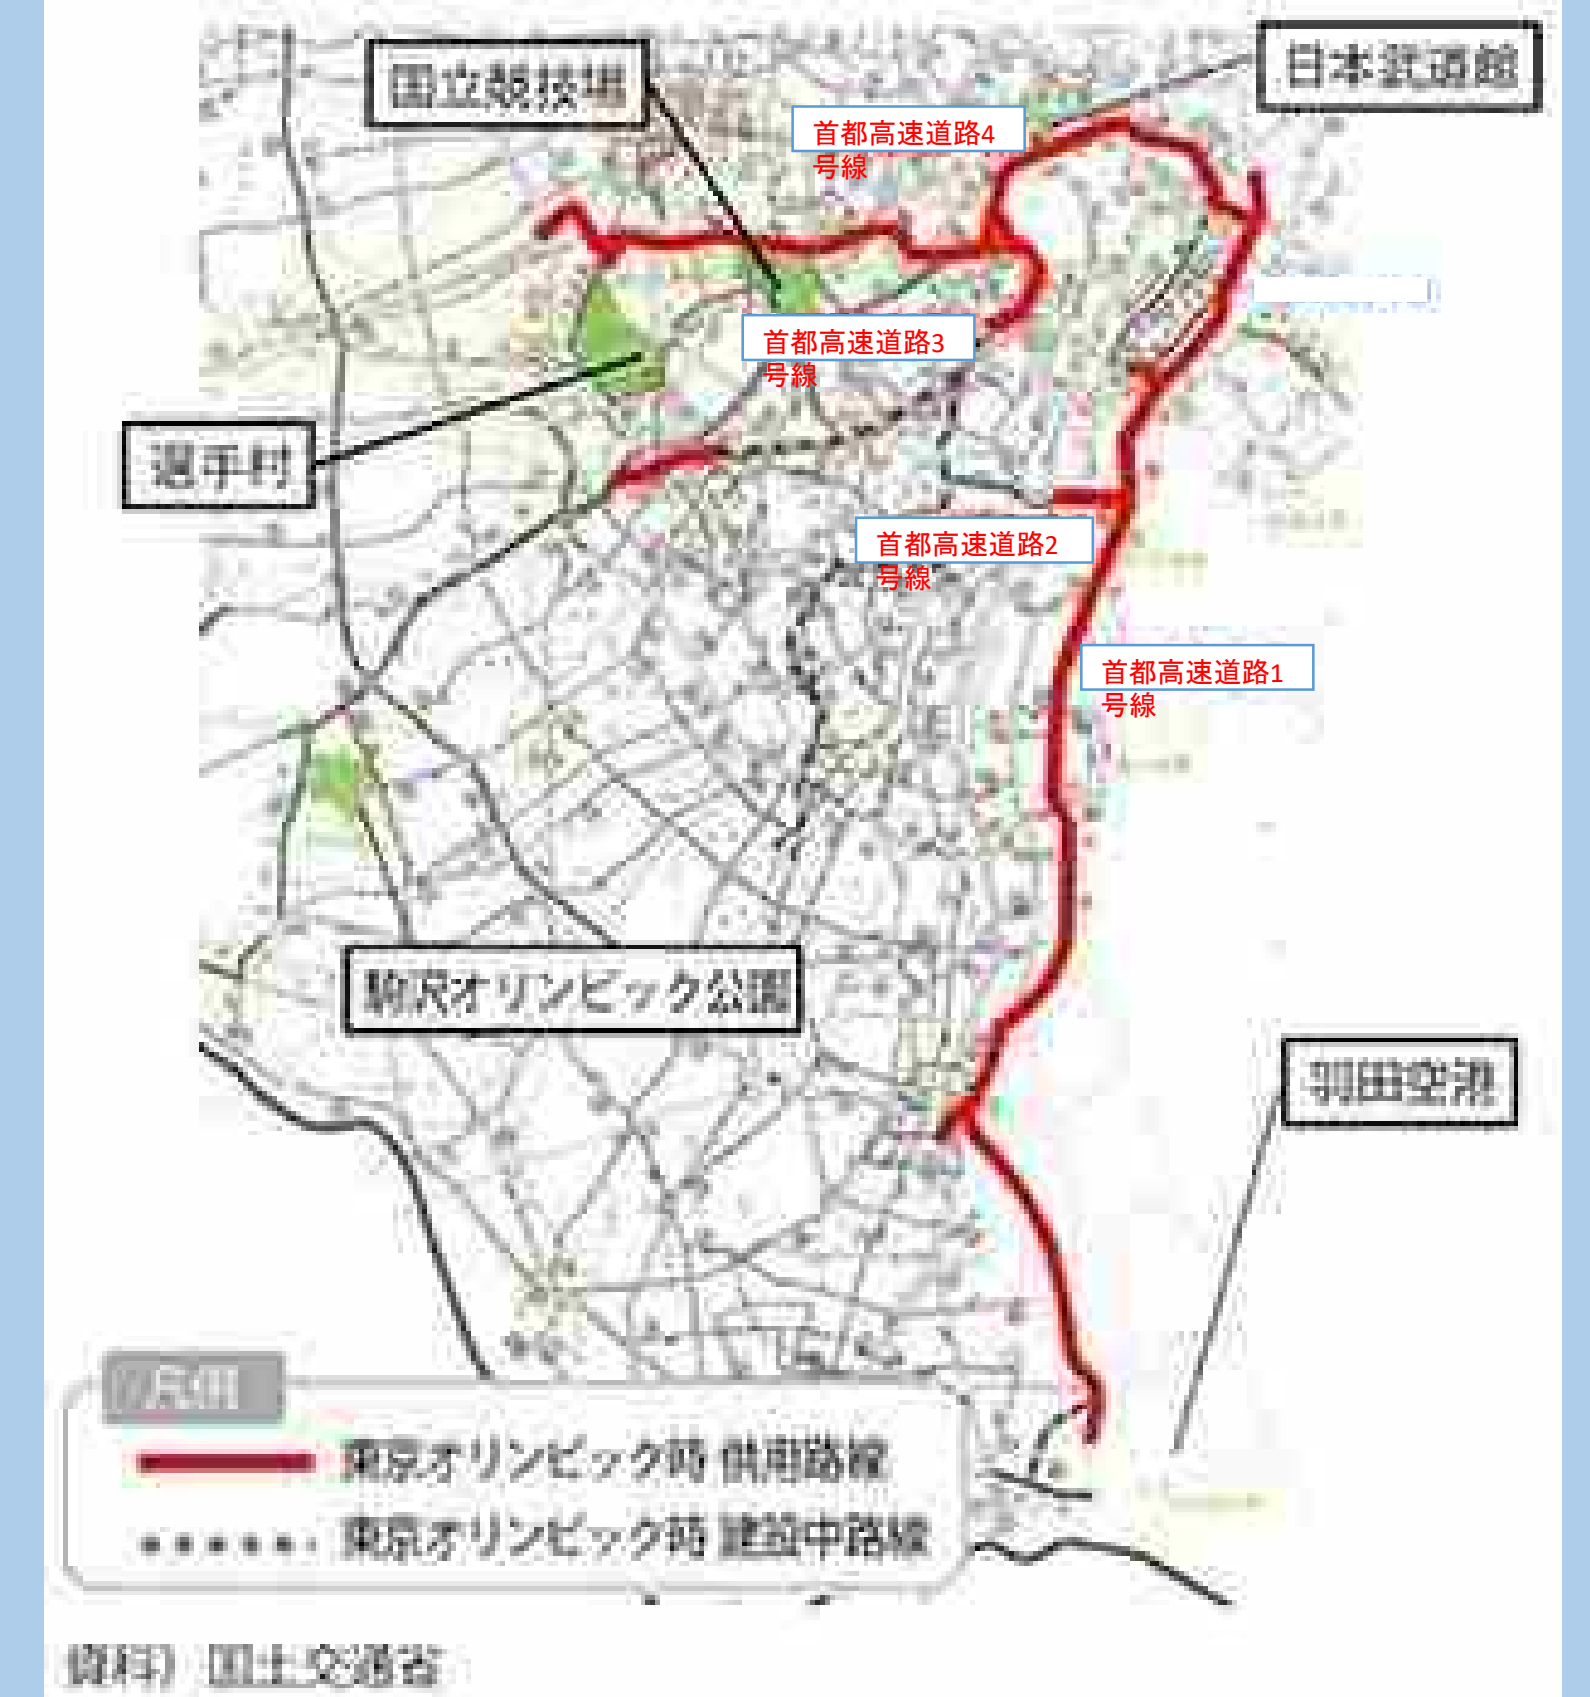 国立競技場
日本武道館
首都高速道路4
号線
首都高速道路3
号線
選手村
首都高速道路2
号線
首都高速道路1
号線
駒沢オリンピック公園
羽田空港
凡例
東京オリンピック時 供用路線
東京オリンピック時 建設中路線
資料）国土交通省